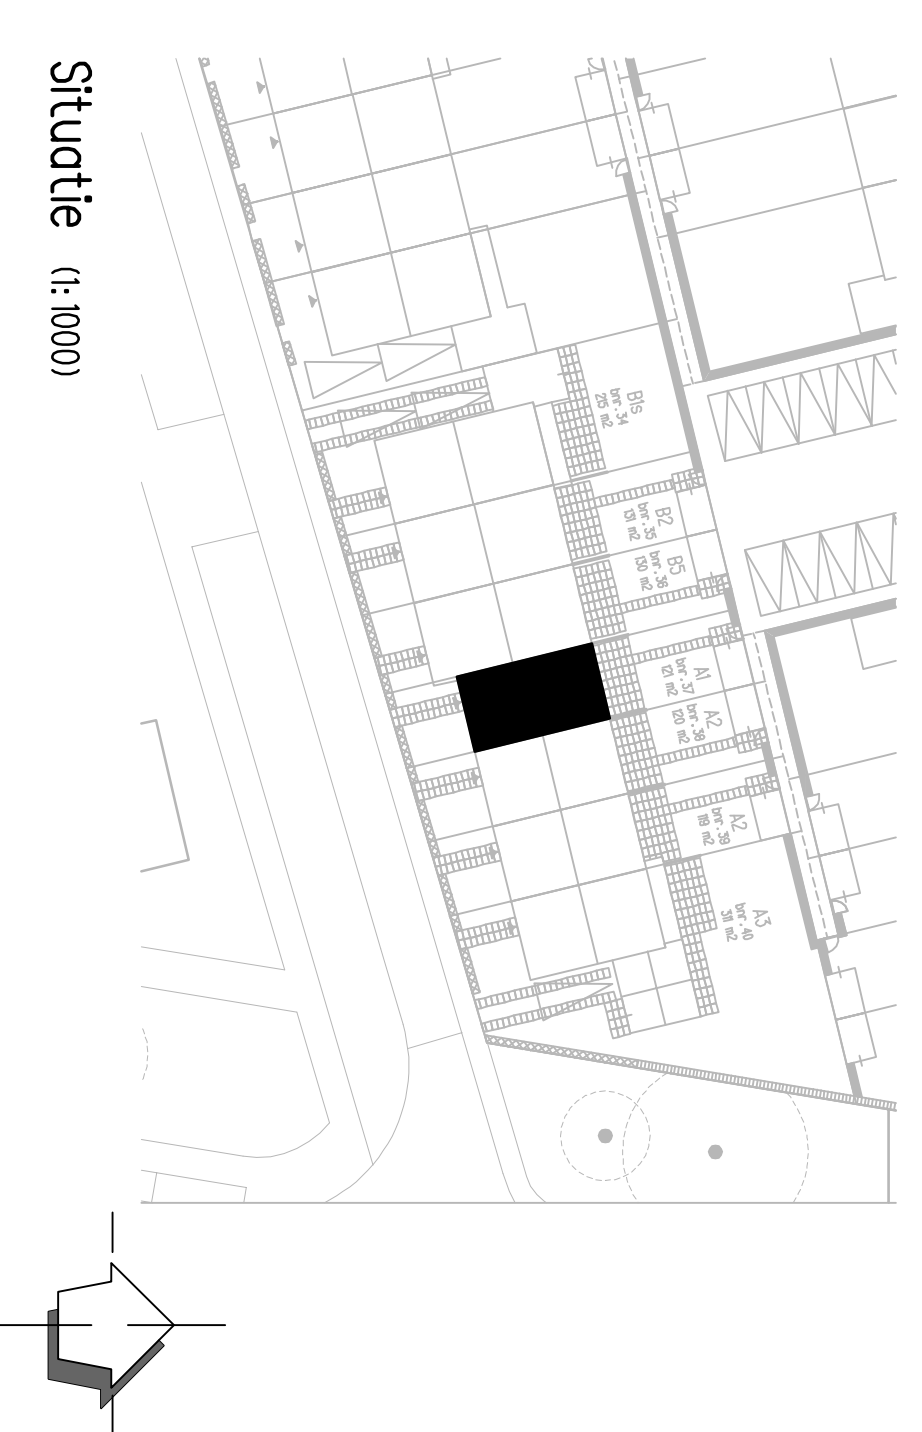 Situatie (1: 1000)
B1s
bnr. 34
215 m2
B2
bnr. 35
131 m2
B5
bnr. 36
130 m2
A1
bnr. 37
121 m2
A2
bnr. 38
120 m2
A2
bnr. 39
119 m2
A3
bnr. 40
311 m2